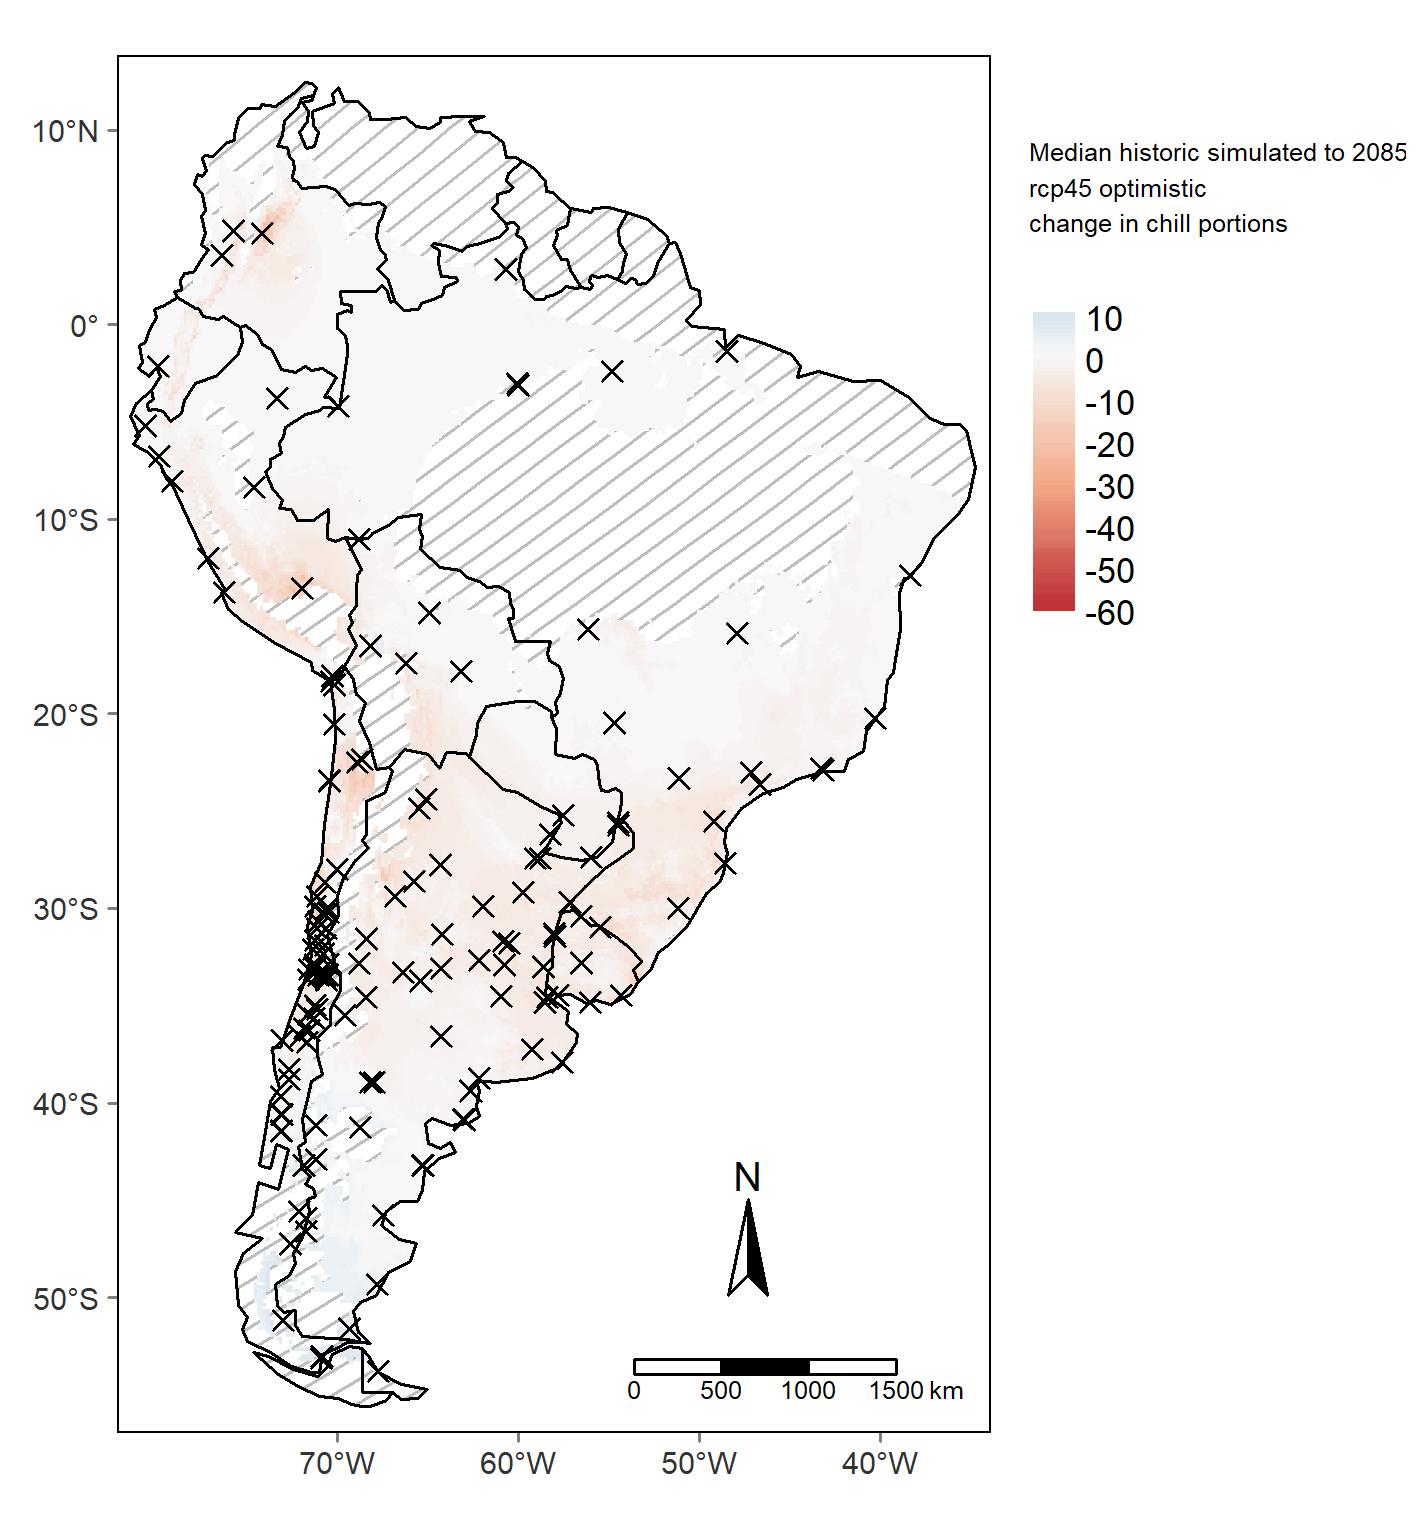 Median historic simulated to 2085
rcp45 optimistic
change in chill portions
10
0
-10
-20
-30
-40
-50
-60
10°N
0°
10°S
20°S
30°S
40°S
50°S
70°W
60°W
50°W
40°W
N
0 500 1000 1500 km